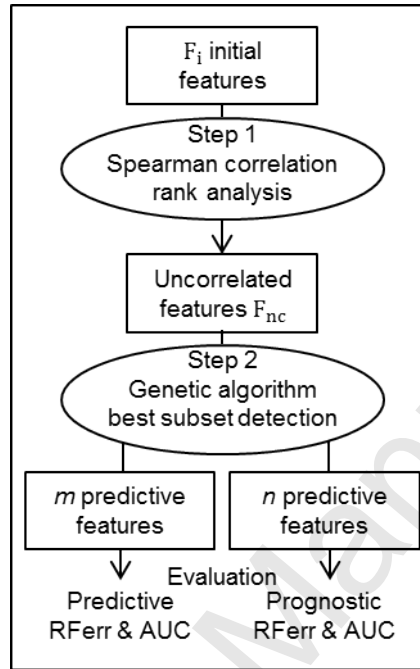 F_i initial
features
Step 1
Spearman correlation
rank analysis
Uncorrelated
features F_nc
Step 2
Genetic algorithm
best subset detection
m predictive
features
n predictive
features
Evaluation
Predictive
RFerr & AUC
Prognostic
RFerr & AUC
Man